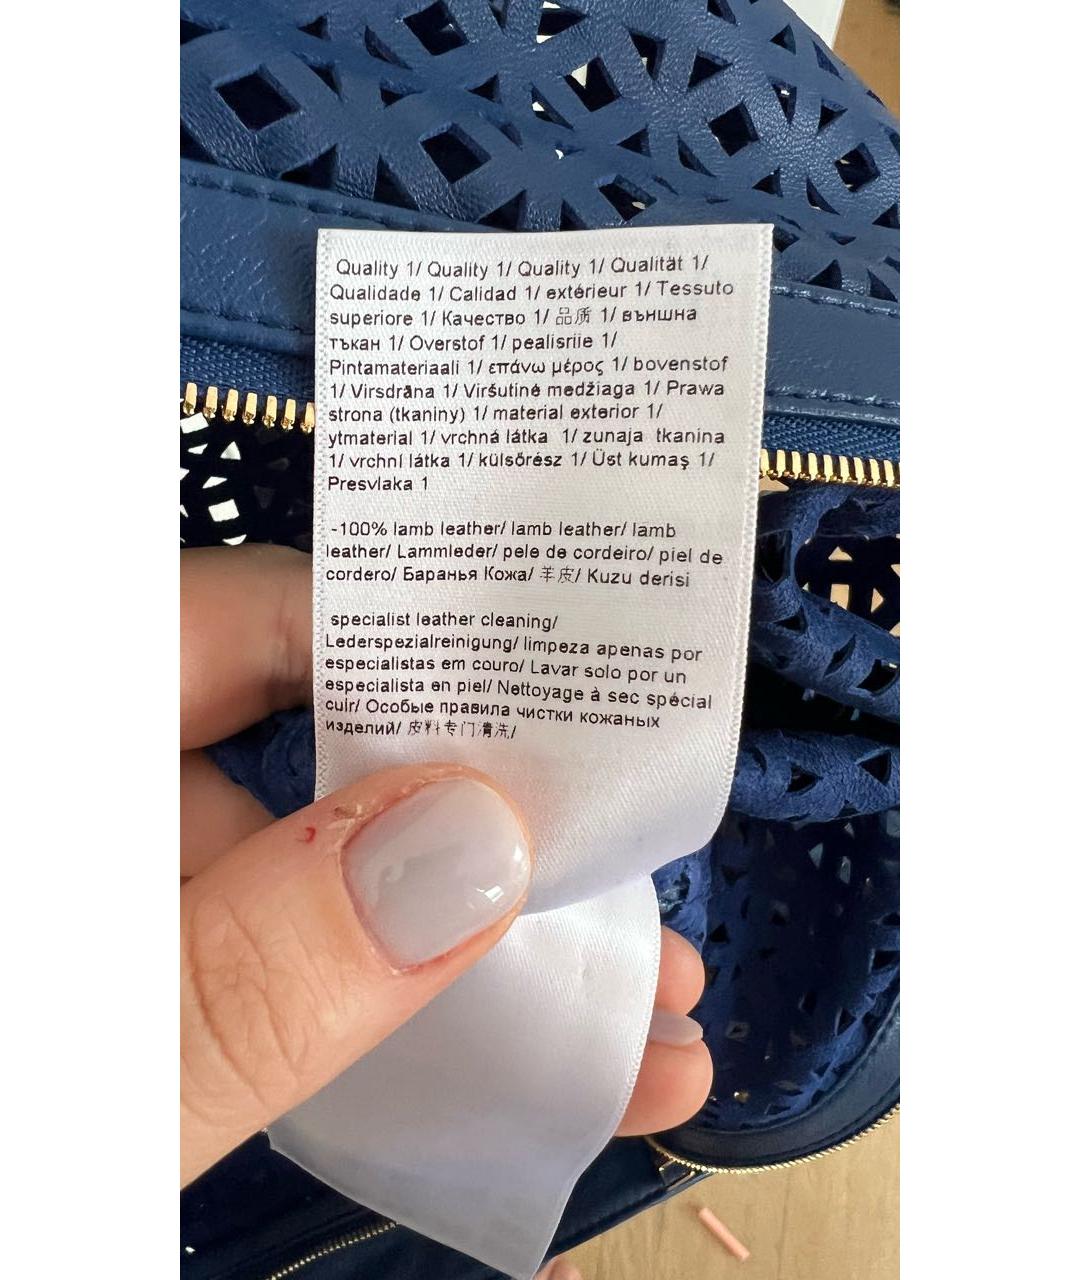 Quality 1/ Quality 1/ Quality 1/ Qualität 1/
Qualidade 1/ Calidad 1/ extérieur 1/ Tessuto
superiore 1/ Качество 1/ 品质 1/ външна
тъкан 1/ Overstof 1/ pealisriie 1/
Pintamateriaali 1/ επάνω μέρος 1/ bovenstof
1/ Virsdrāna 1/ Viršutinė medžiaga 1/ Prawa
strona (tkaniny) 1/ material exterior 1/
ytmaterial 1/ vrchná látka 1/ zunaja tkanina
1/ vrchní látka 1/ külsőrész 1/ Üst kumaş 1/
Presvlaka 1
-100% lamb leather/ lamb leather/ lamb
leather/ Lammleder/ pele de cordeiro/ piel de
cordero/ Баранья Кожа/ 羊皮/ Kuzu derisi
specialist leather cleaning/
Lederspezialreinigung/ limpeza apenas por
especialistas em couro/ Lavar solo por un
especialista en piel/ Nettoyage à sec spécial
cuir/ Особые правила чистки кожаных
изделий/ 皮料专门清洗/